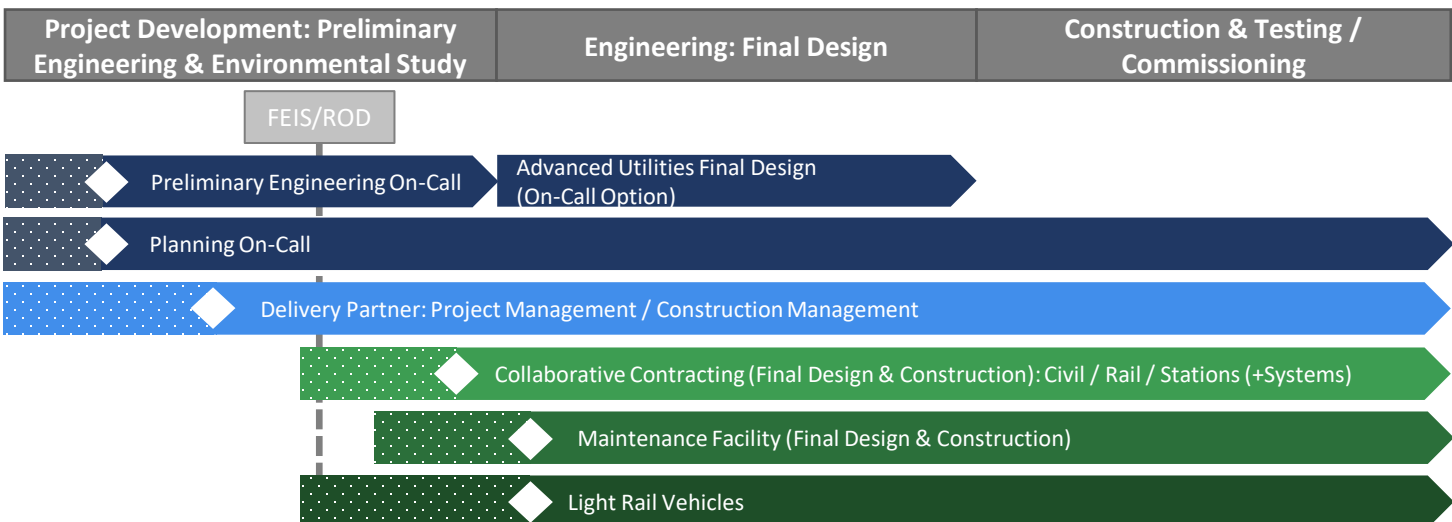 Project Development: Preliminary
Engineering & Environmental Study
Engineering: Final Design
Construction & Testing /
Commissioning
FEIS/ROD
Preliminary Engineering On-Call
Advanced Utilities Final Design
(On-Call Option)
Planning On-Call
Delivery Partner: Project Management / Construction Management
Collaborative Contracting (Final Design & Construction): Civil / Rail / Stations (+Systems)
Maintenance Facility (Final Design & Construction)
Light Rail Vehicles